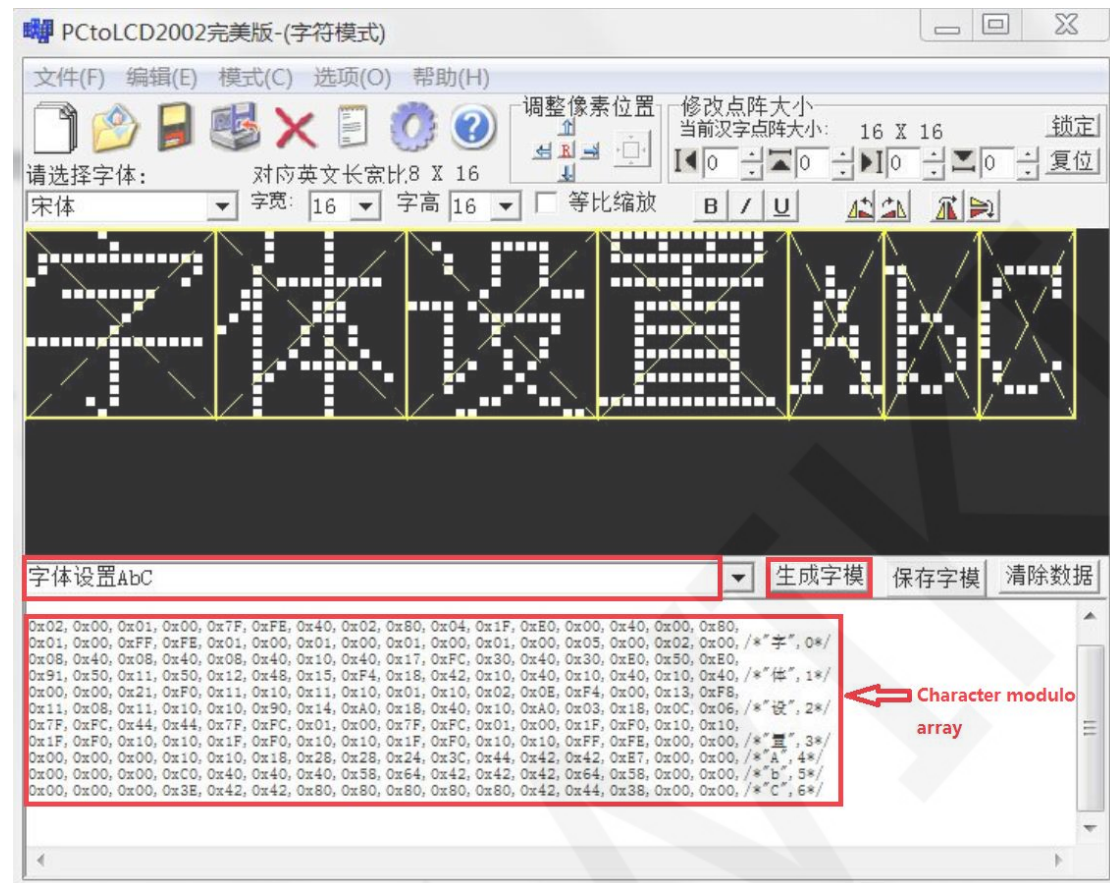 PCtoLCD2002完美版-(字符模式)
文件(F) 编辑(E) 模式(C) 选项(O) 帮助(H)
调整像素位置
修改点阵大小
当前汉字点阵大小: 16 X 16
锁定
请选择字体:
对应英文长宽比8 X 16
R
0 0 0 0
复位
宋体
字宽: 16
字高 16
等比缩放
B I U
字体设置AbC
字体设置AbC
生成字模
保存字模
清除数据
0x02, 0x00, 0x01, 0x00, 0x7F, 0xFE, 0x40, 0x02, 0x80, 0x04, 0x1F, 0xE0, 0x00, 0x40, 0x00, 0x80,
0x01, 0x00, 0xFF, 0xFE, 0x01, 0x00, 0x01, 0x00, 0x01, 0x00, 0x01, 0x00, 0x05, 0x00, 0x02, 0x00, /*"字", 0*/
0x08, 0x40, 0x08, 0x40, 0x08, 0x40, 0x10, 0x40, 0x17, 0xFC, 0x30, 0x40, 0x30, 0xE0, 0x50, 0xE0,
0x91, 0x50, 0x11, 0x50, 0x12, 0x48, 0x15, 0xF4, 0x18, 0x42, 0x10, 0x40, 0x10, 0x40, 0x10, 0x40, /*"体", 1*/
0x00, 0x00, 0x21, 0xF0, 0x11, 0x10, 0x11, 0x10, 0x01, 0x10, 0x02, 0x0E, 0xF4, 0x00, 0x13, 0xF8,
0x11, 0x08, 0x11, 0x10, 0x10, 0x90, 0x14, 0xA0, 0x18, 0x40, 0x10, 0xA0, 0x03, 0x18, 0x0C, 0x06, /*"设", 2*/
0x7F, 0xFC, 0x44, 0x44, 0x7F, 0xFC, 0x01, 0x00, 0x7F, 0xFC, 0x01, 0x00, 0x1F, 0xF0, 0x10, 0x10,
0x1F, 0xF0, 0x10, 0x10, 0x1F, 0xF0, 0x10, 0x10, 0x1F, 0xF0, 0x10, 0x10, 0xFF, 0xFE, 0x00, 0x00, /*"置", 3*/
0x00, 0x00, 0x00, 0x10, 0x10, 0x18, 0x28, 0x28, 0x24, 0x3C, 0x44, 0x42, 0x42, 0xE7, 0x00, 0x00, /*"A", 4*/
0x00, 0x00, 0x00, 0xC0, 0x40, 0x40, 0x40, 0x58, 0x64, 0x42, 0x42, 0x42, 0x64, 0x58, 0x00, 0x00, /*"b", 5*/
0x00, 0x00, 0x00, 0x3E, 0x42, 0x42, 0x80, 0x80, 0x80, 0x80, 0x80, 0x42, 0x44, 0x38, 0x00, 0x00, /*"C", 6*/
Character modulo
array